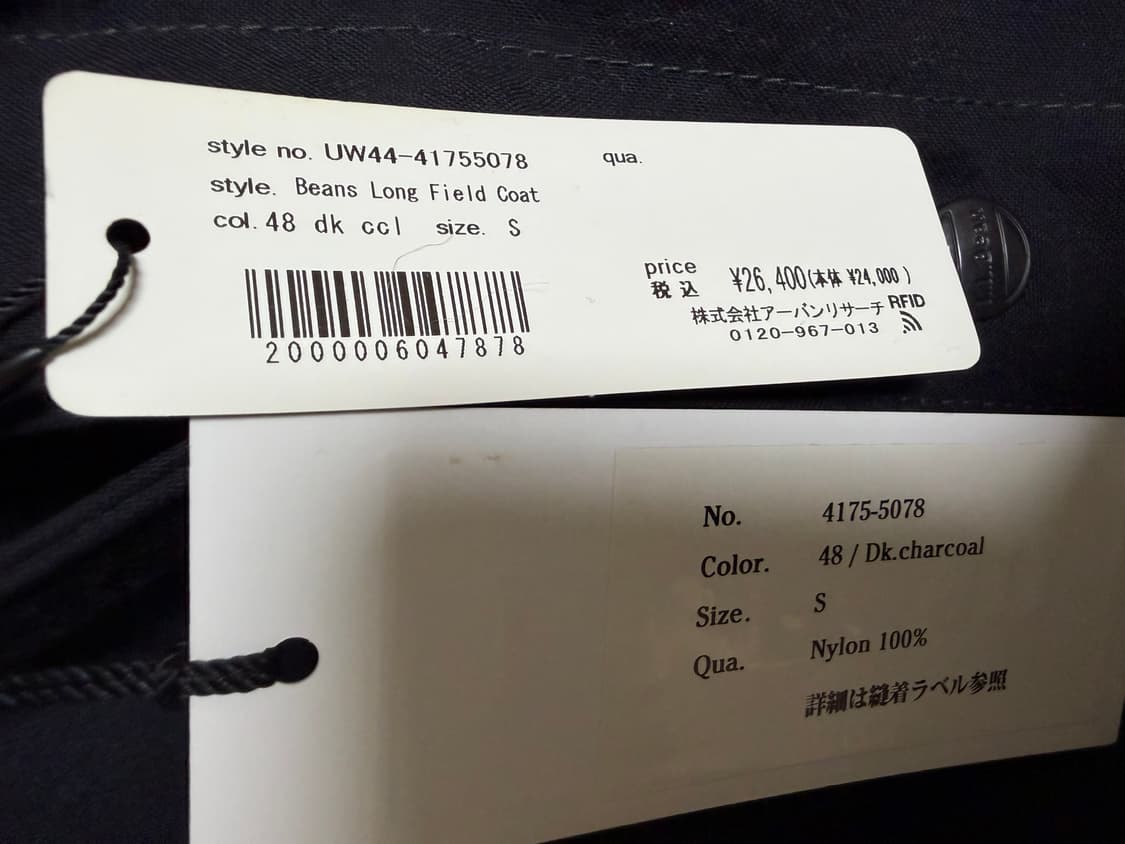 style no. UW44-41755078
qua.
style. Beans Long Field Coat
col. 48 dk ccl size. S
2000006047878
price
税込 ¥26,400(本体 ¥24,000)
株式会社アーバンリサーチ RFID
0120-967-013
No. 4175-5078
Color. 48 / Dk.charcoal
Size. S
Qua. Nylon 100%
詳細は縫着ラベル参照